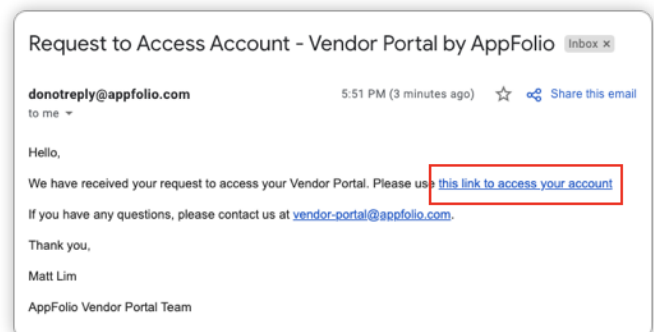 Request to Access Account - Vendor Portal by AppFolio Inbox x
donotreply@appfolio.com 5:51 PM (3 minutes ago) Share this email
to me
Hello,
We have received your request to access your Vendor Portal. Please use this link to access your account
If you have any questions, please contact us at vendor-portal@appfolio.com.
Thank you,
Matt Lim
AppFolio Vendor Portal Team